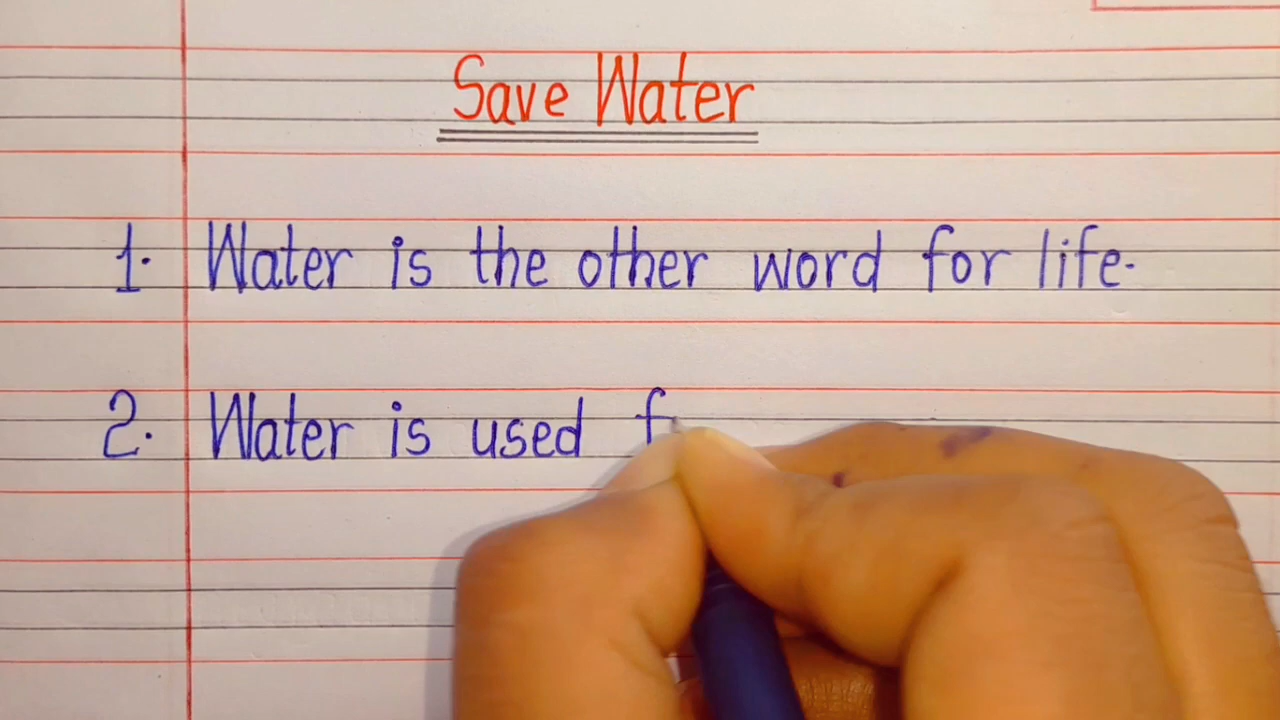 Save Water
1. Water is the other word for life.
2. Water is used f